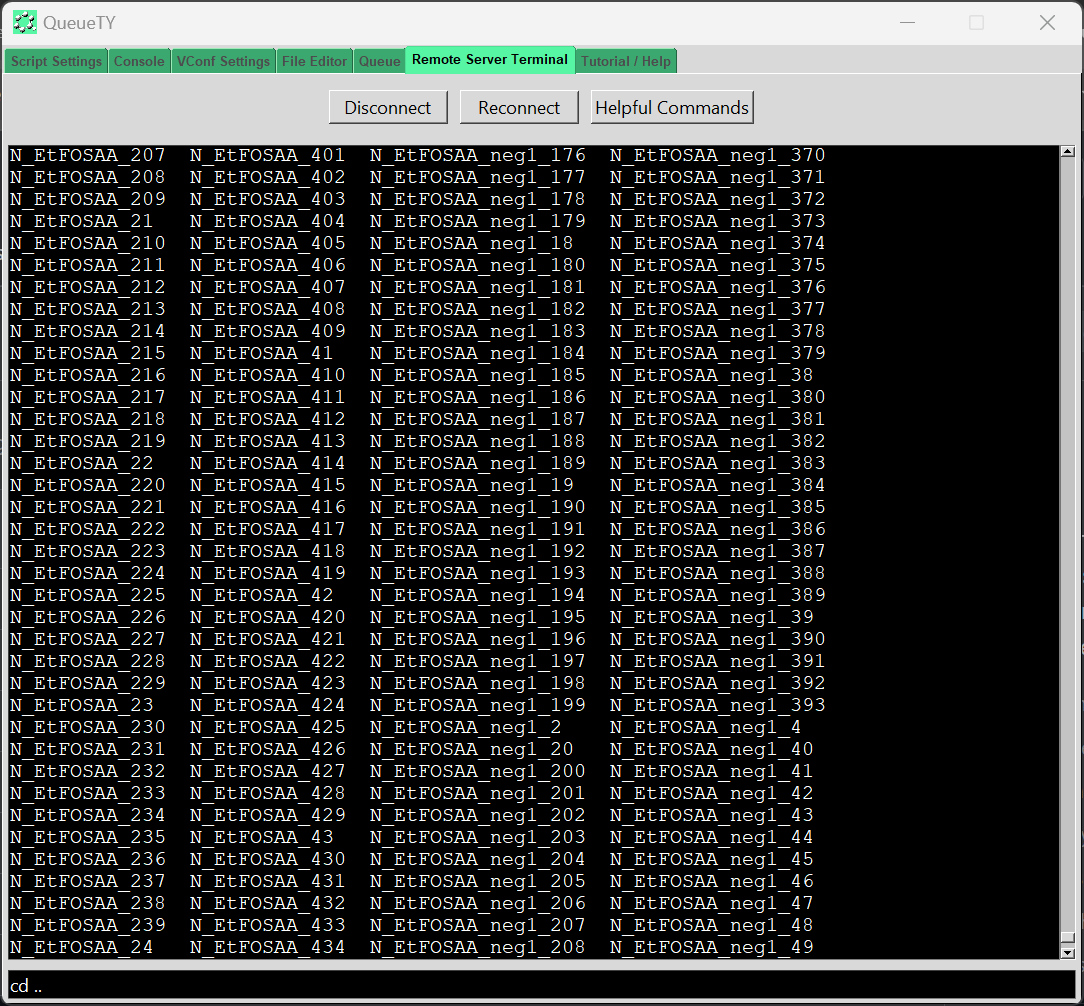 QueueTY
Script Settings Console VConf Settings File Editor Queue Remote Server Terminal Tutorial / Help
Disconnect Reconnect Helpful Commands
N_EtFOSAA_207 N_EtFOSAA_401 N_EtFOSAA_neg1_176 N_EtFOSAA_neg1_370
N_EtFOSAA_208 N_EtFOSAA_402 N_EtFOSAA_neg1_177 N_EtFOSAA_neg1_371
N_EtFOSAA_209 N_EtFOSAA_403 N_EtFOSAA_neg1_178 N_EtFOSAA_neg1_372
N_EtFOSAA_21 N_EtFOSAA_404 N_EtFOSAA_neg1_179 N_EtFOSAA_neg1_373
N_EtFOSAA_210 N_EtFOSAA_405 N_EtFOSAA_neg1_18 N_EtFOSAA_neg1_374
N_EtFOSAA_211 N_EtFOSAA_406 N_EtFOSAA_neg1_180 N_EtFOSAA_neg1_375
N_EtFOSAA_212 N_EtFOSAA_407 N_EtFOSAA_neg1_181 N_EtFOSAA_neg1_376
N_EtFOSAA_213 N_EtFOSAA_408 N_EtFOSAA_neg1_182 N_EtFOSAA_neg1_377
N_EtFOSAA_214 N_EtFOSAA_409 N_EtFOSAA_neg1_183 N_EtFOSAA_neg1_378
N_EtFOSAA_215 N_EtFOSAA_41 N_EtFOSAA_neg1_184 N_EtFOSAA_neg1_379
N_EtFOSAA_216 N_EtFOSAA_410 N_EtFOSAA_neg1_185 N_EtFOSAA_neg1_38
N_EtFOSAA_217 N_EtFOSAA_411 N_EtFOSAA_neg1_186 N_EtFOSAA_neg1_380
N_EtFOSAA_218 N_EtFOSAA_412 N_EtFOSAA_neg1_187 N_EtFOSAA_neg1_381
N_EtFOSAA_219 N_EtFOSAA_413 N_EtFOSAA_neg1_188 N_EtFOSAA_neg1_382
N_EtFOSAA_22 N_EtFOSAA_414 N_EtFOSAA_neg1_189 N_EtFOSAA_neg1_383
N_EtFOSAA_220 N_EtFOSAA_415 N_EtFOSAA_neg1_19 N_EtFOSAA_neg1_384
N_EtFOSAA_221 N_EtFOSAA_416 N_EtFOSAA_neg1_190 N_EtFOSAA_neg1_385
N_EtFOSAA_222 N_EtFOSAA_417 N_EtFOSAA_neg1_191 N_EtFOSAA_neg1_386
N_EtFOSAA_223 N_EtFOSAA_418 N_EtFOSAA_neg1_192 N_EtFOSAA_neg1_387
N_EtFOSAA_224 N_EtFOSAA_419 N_EtFOSAA_neg1_193 N_EtFOSAA_neg1_388
N_EtFOSAA_225 N_EtFOSAA_42 N_EtFOSAA_neg1_194 N_EtFOSAA_neg1_389
N_EtFOSAA_226 N_EtFOSAA_420 N_EtFOSAA_neg1_195 N_EtFOSAA_neg1_39
N_EtFOSAA_227 N_EtFOSAA_421 N_EtFOSAA_neg1_196 N_EtFOSAA_neg1_390
N_EtFOSAA_228 N_EtFOSAA_422 N_EtFOSAA_neg1_197 N_EtFOSAA_neg1_391
N_EtFOSAA_229 N_EtFOSAA_423 N_EtFOSAA_neg1_198 N_EtFOSAA_neg1_392
N_EtFOSAA_23 N_EtFOSAA_424 N_EtFOSAA_neg1_199 N_EtFOSAA_neg1_393
N_EtFOSAA_230 N_EtFOSAA_425 N_EtFOSAA_neg1_2 N_EtFOSAA_neg1_4
N_EtFOSAA_231 N_EtFOSAA_426 N_EtFOSAA_neg1_20 N_EtFOSAA_neg1_40
N_EtFOSAA_232 N_EtFOSAA_427 N_EtFOSAA_neg1_200 N_EtFOSAA_neg1_41
N_EtFOSAA_233 N_EtFOSAA_428 N_EtFOSAA_neg1_201 N_EtFOSAA_neg1_42
N_EtFOSAA_234 N_EtFOSAA_429 N_EtFOSAA_neg1_202 N_EtFOSAA_neg1_43
N_EtFOSAA_235 N_EtFOSAA_43 N_EtFOSAA_neg1_203 N_EtFOSAA_neg1_44
N_EtFOSAA_236 N_EtFOSAA_430 N_EtFOSAA_neg1_204 N_EtFOSAA_neg1_45
N_EtFOSAA_237 N_EtFOSAA_431 N_EtFOSAA_neg1_205 N_EtFOSAA_neg1_46
N_EtFOSAA_238 N_EtFOSAA_432 N_EtFOSAA_neg1_206 N_EtFOSAA_neg1_47
N_EtFOSAA_239 N_EtFOSAA_433 N_EtFOSAA_neg1_207 N_EtFOSAA_neg1_48
N_EtFOSAA_24 N_EtFOSAA_434 N_EtFOSAA_neg1_208 N_EtFOSAA_neg1_49
cd ..